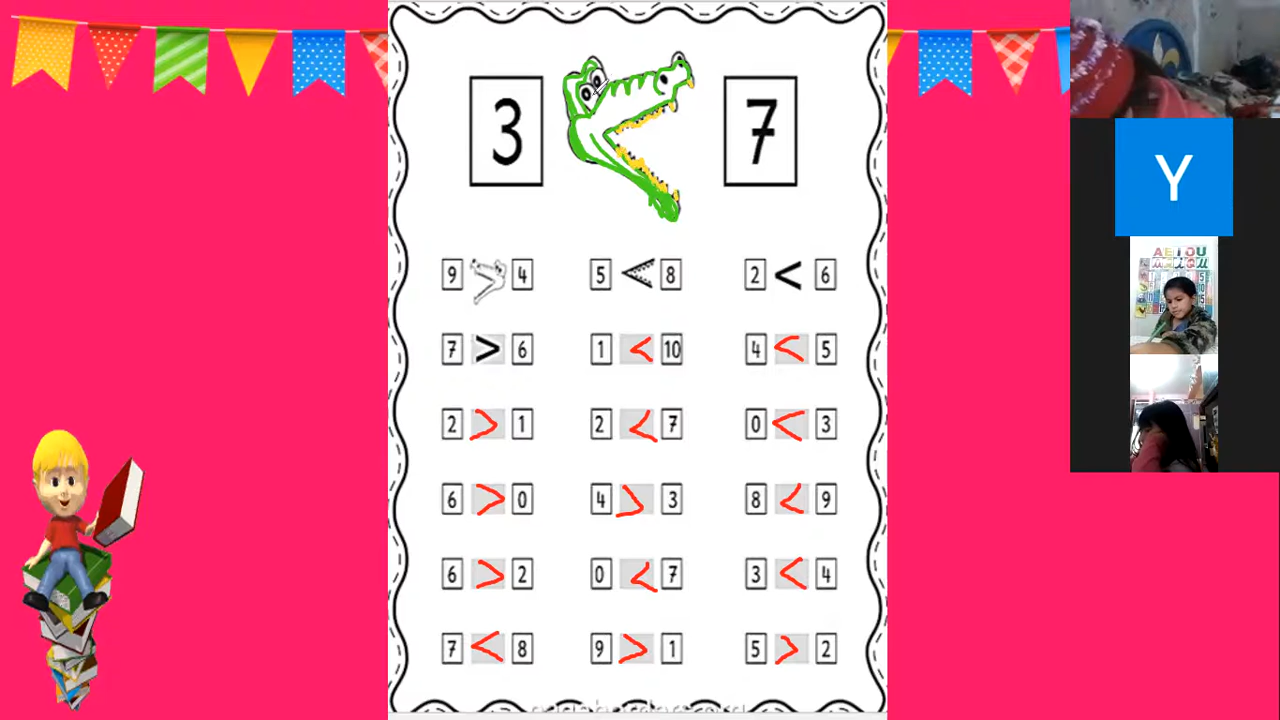 3 7
9 > 4 5 < 8 2 < 6
7 > 6 1 < 10 4 < 5
2 > 1 2 < 7 0 < 3
6 > 0 4 > 3 8 < 9
6 > 2 0 < 7 3 < 4
7 < 8 9 > 1 5 > 2
Y
AEIOU